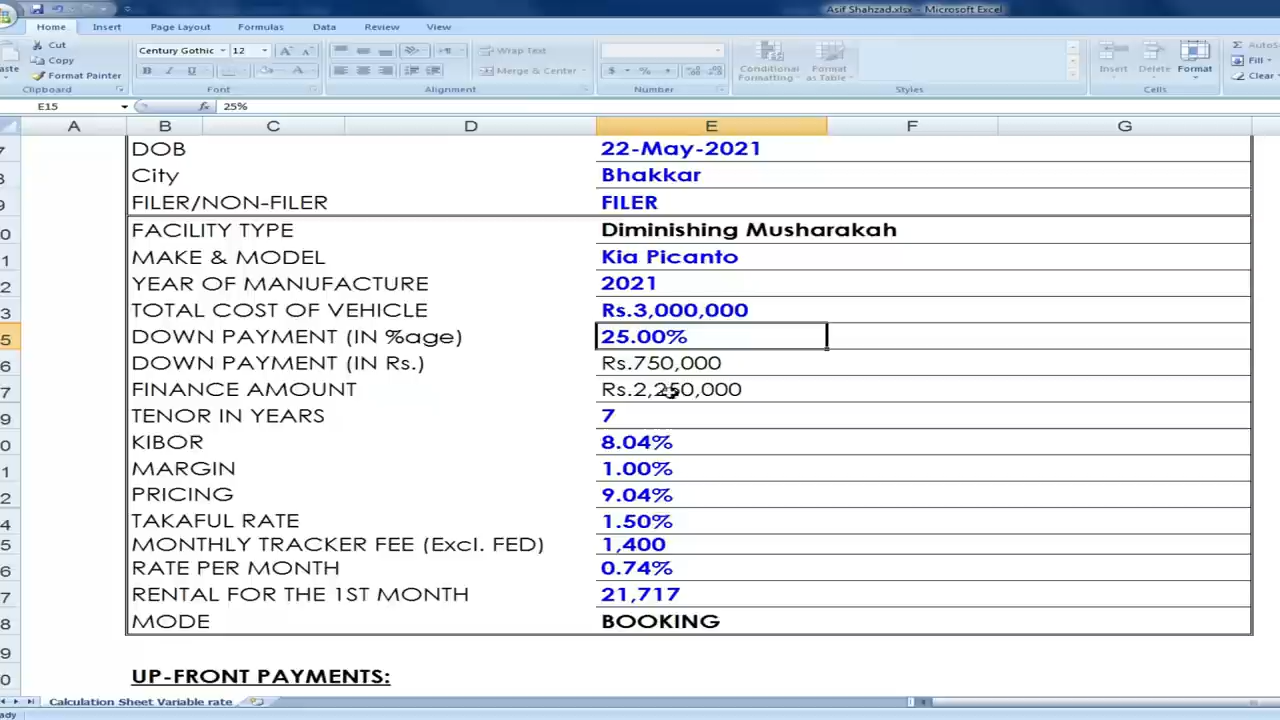 Asif Shahzad.xlsx - Microsoft Excel
Home Insert Page Layout Formulas Data Review View
Cut
Copy
Format Painter
Clipboard
Century Gothic 12
B I U
Font
Wrap Text
Merge & Center
Alignment
$ % ,
Number
Conditional Formatting
Format as Table
Styles
Insert Delete Format
Cells
Fill
Clear
E15 fx 25%
A B C D E F G
DOB 22-May-2021
City Bhakkar
FILER/NON-FILER FILER
FACILITY TYPE Diminishing Musharakah
MAKE & MODEL Kia Picanto
YEAR OF MANUFACTURE 2021
TOTAL COST OF VEHICLE Rs.3,000,000
DOWN PAYMENT (IN %age) 25.00%
DOWN PAYMENT (IN Rs.) Rs.750,000
FINANCE AMOUNT Rs.2,250,000
TENOR IN YEARS 7
KIBOR 8.04%
MARGIN 1.00%
PRICING 9.04%
TAKAFUL RATE 1.50%
MONTHLY TRACKER FEE (Excl. FED) 1,400
RATE PER MONTH 0.74%
RENTAL FOR THE 1ST MONTH 21,717
MODE BOOKING
UP-FRONT PAYMENTS:
Calculation Sheet Variable rate